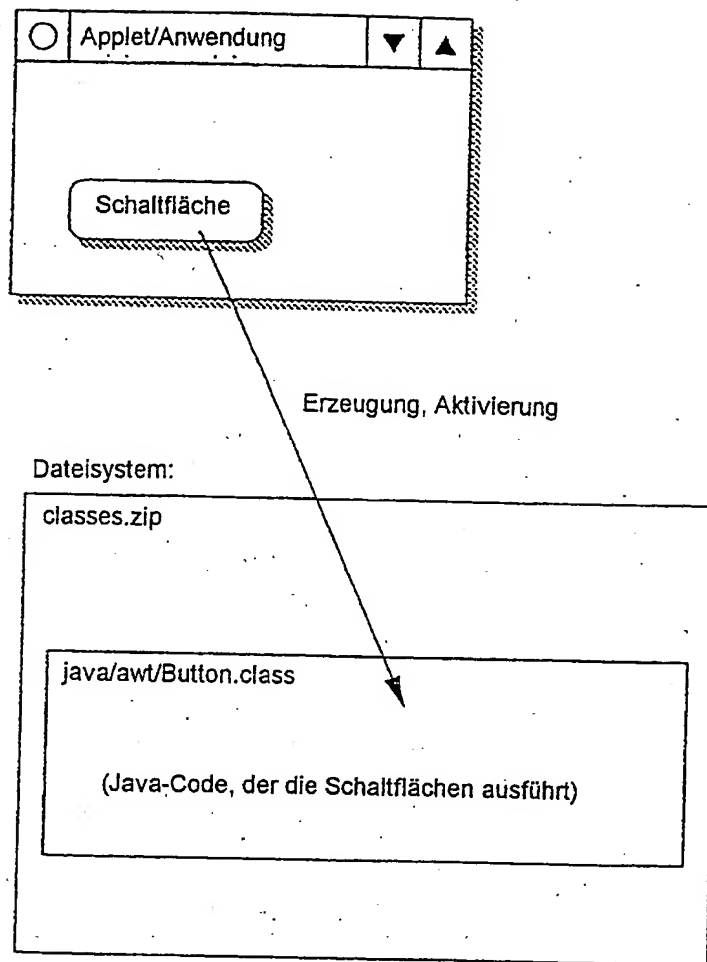 Applet/Anwendung
Schaltfläche
Erzeugung, Aktivierung
Dateisystem:
classes.zip
java/awt/Button.class
(Java-Code, der die Schaltflächen ausführt)